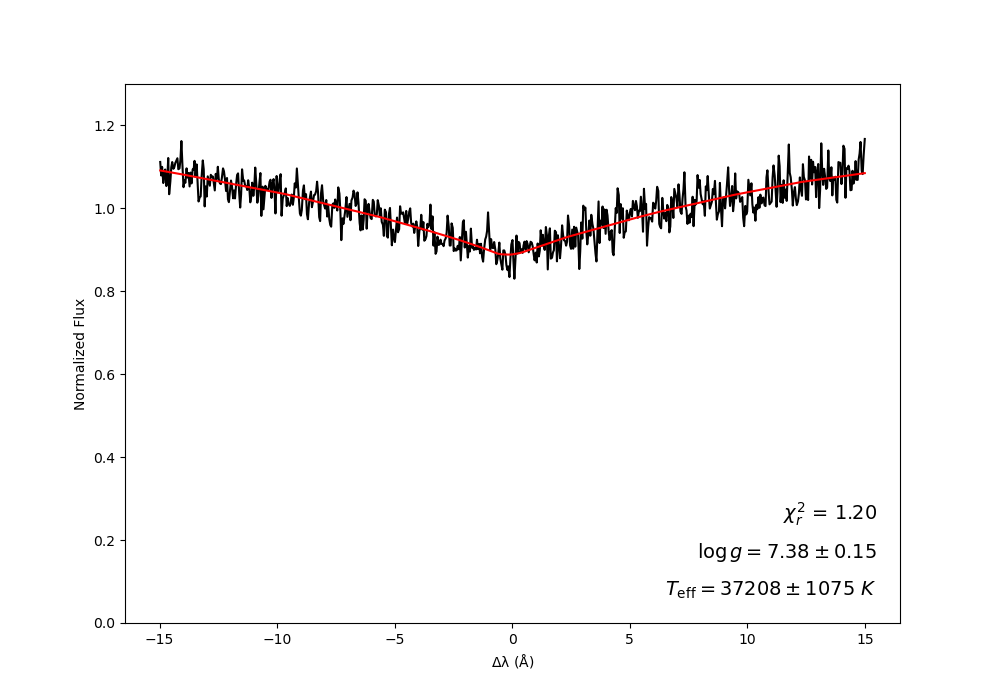 1.2
1.0
0.8
0.6
0.4
0.2
0.0
Normalized Flux
χ²ᵣ = 1.20
log g = 7.38 ± 0.15
T_eff = 37208 ± 1075 K
−15 −10 −5 0 5 10 15
Δλ (Å)